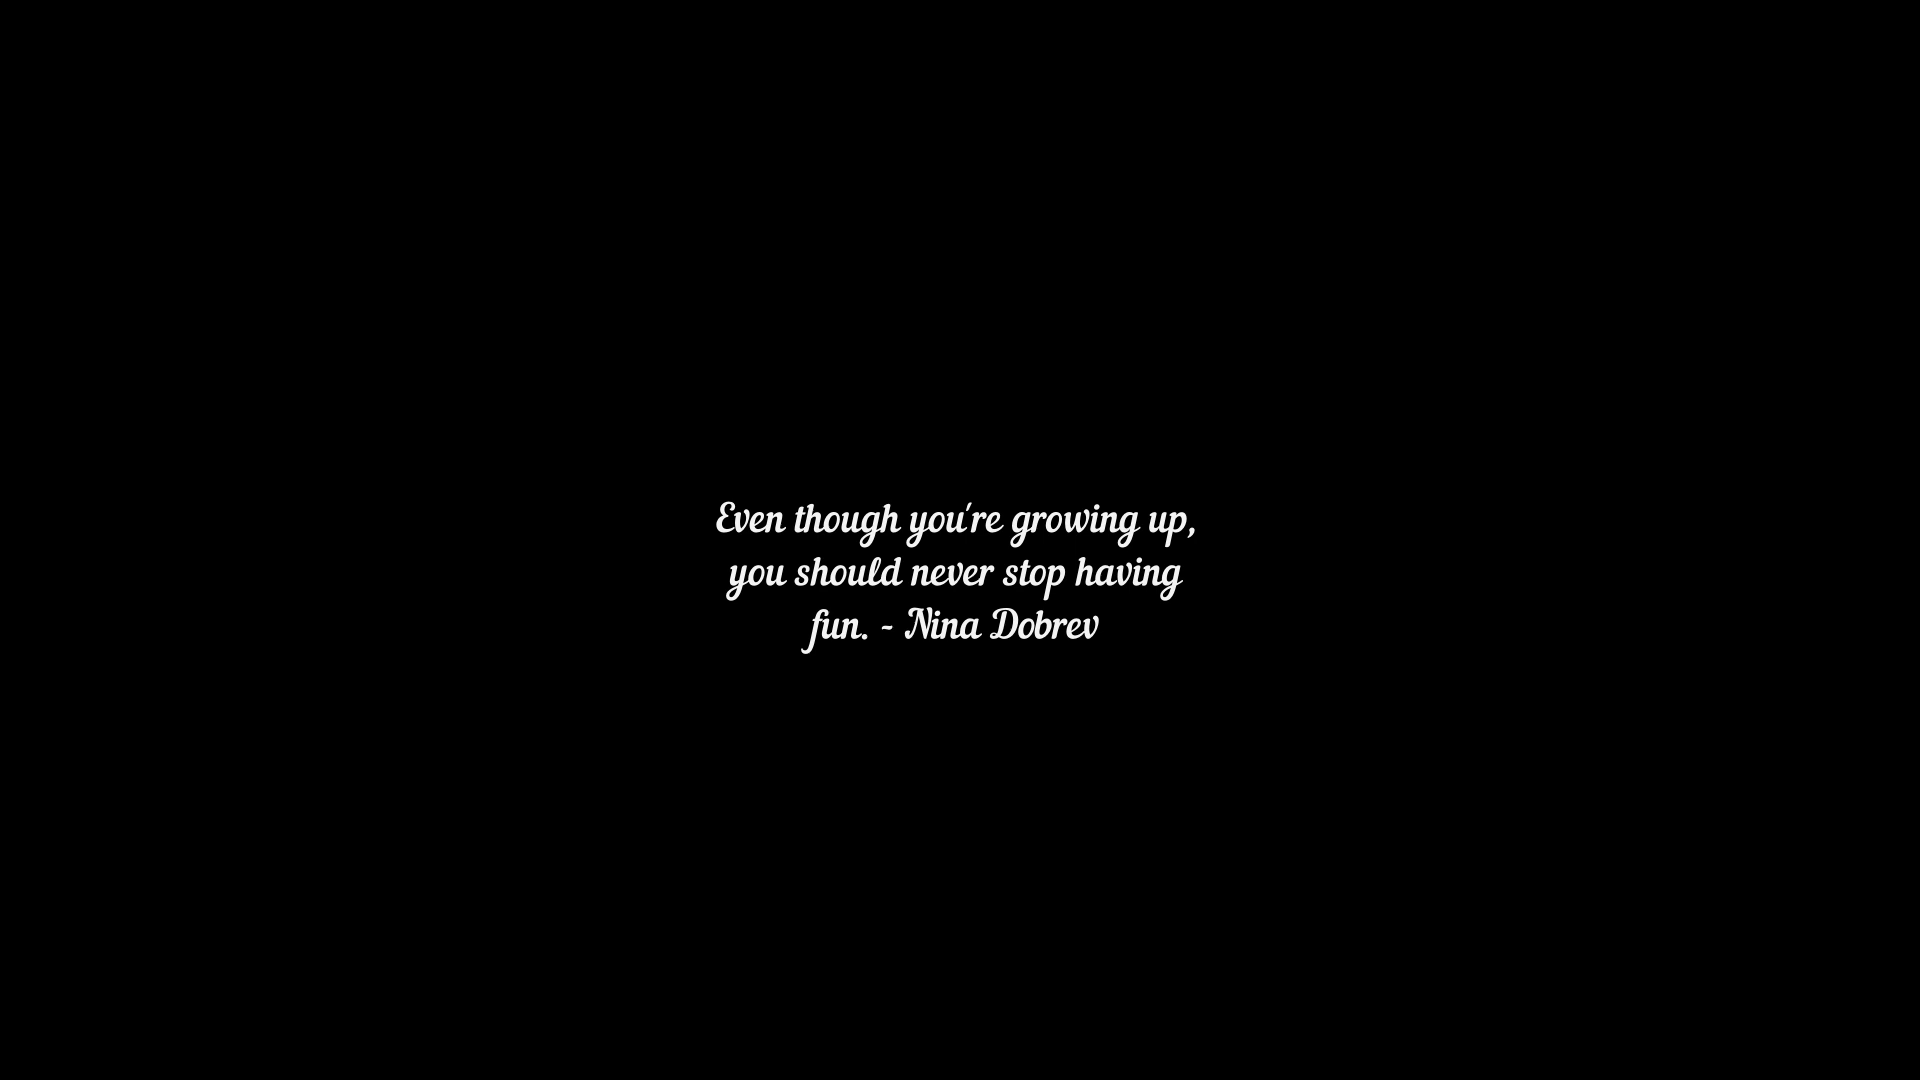 Even though you're growing up,
you should never stop having
fun. - Nina Dobrev